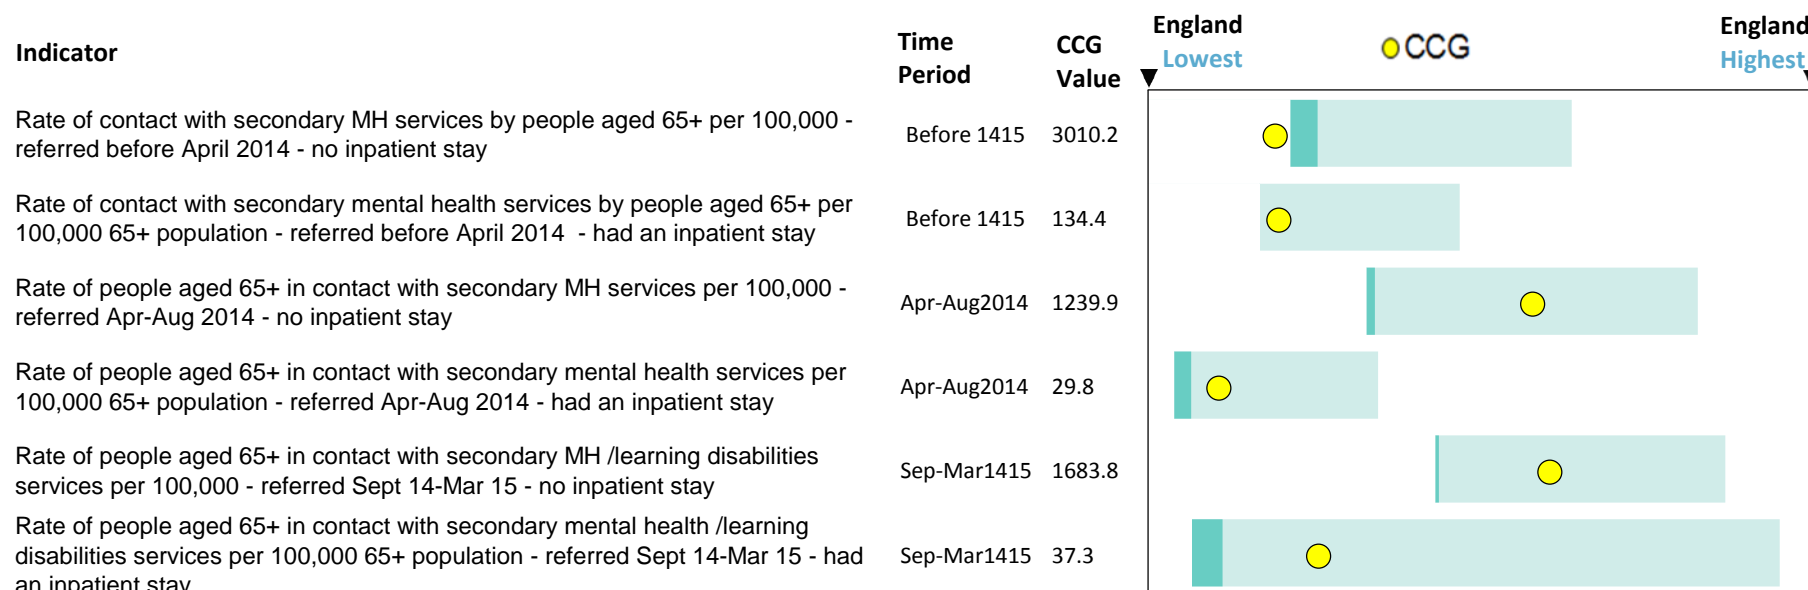 Indicator
Time
Period
CCG
Value
England
Lowest
CCG
England
Highest
Rate of contact with secondary MH services by people aged 65+ per 100,000 -
referred before April 2014 - no inpatient stay
Before 1415 3010.2
Rate of contact with secondary mental health services by people aged 65+ per
100,000 65+ population - referred before April 2014 - had an inpatient stay
Before 1415 134.4
Rate of people aged 65+ in contact with secondary MH services per 100,000 -
referred Apr-Aug 2014 - no inpatient stay
Apr-Aug2014 1239.9
Rate of people aged 65+ in contact with secondary mental health services per
100,000 65+ population - referred Apr-Aug 2014 - had an inpatient stay
Apr-Aug2014 29.8
Rate of people aged 65+ in contact with secondary MH /learning disabilities
services per 100,000 - referred Sept 14-Mar 15 - no inpatient stay
Sep-Mar1415 1683.8
Rate of people aged 65+ in contact with secondary mental health /learning
disabilities services per 100,000 65+ population - referred Sept 14-Mar 15 - had
an inpatient stay
Sep-Mar1415 37.3